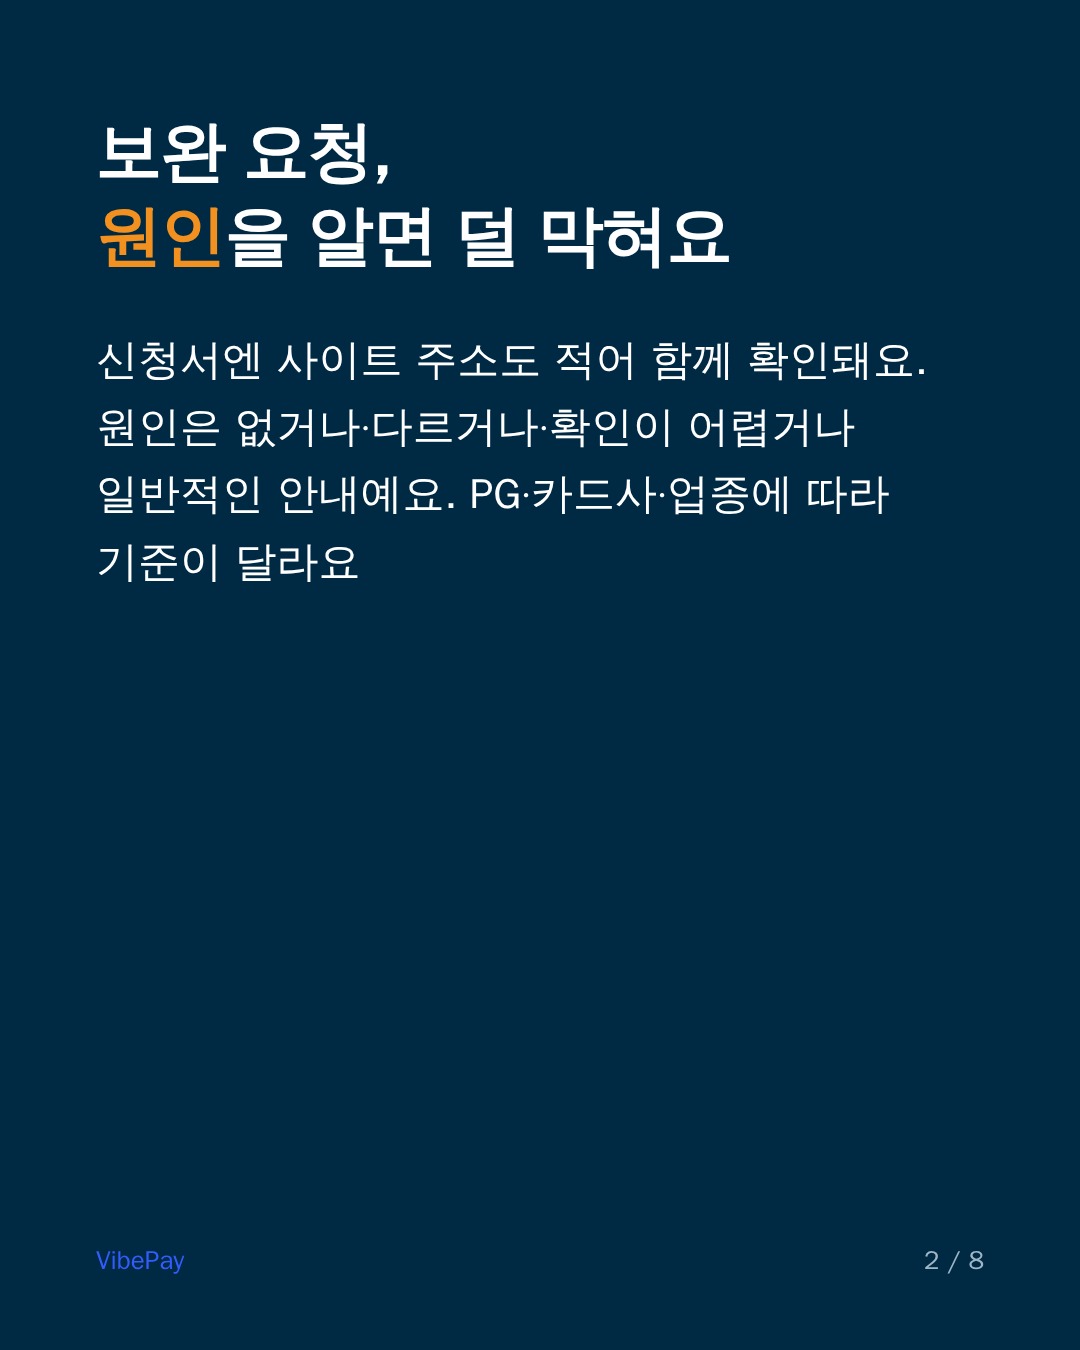 보완 요청,
원인을 알면 덜 막혀요
신청서엔 사이트 주소도 적어 함께 확인돼요.
원인은 없거나·다르거나·확인이 어렵거나
일반적인 안내예요. PG·카드사·업종에 따라
기준이 달라요
VibePay
2 / 8